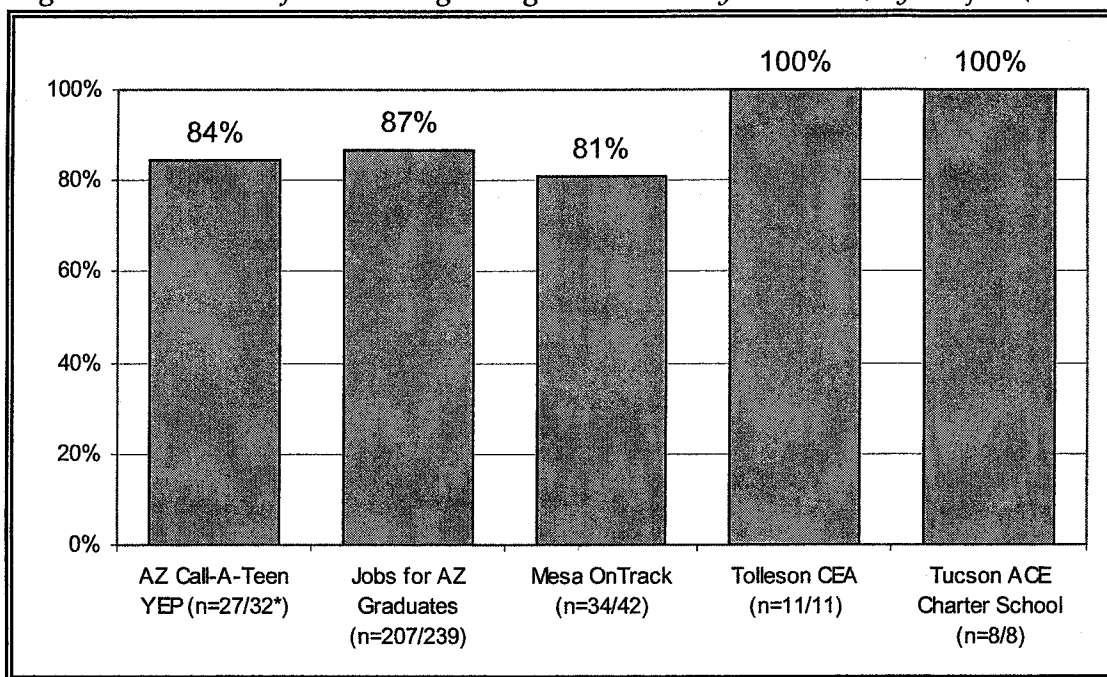 100%
80%
60%
40%
20%
0%
84%
87%
81%
100%
100%
AZ Call-A-Teen
YEP (n=27/32*)
Jobs for AZ
Graduates
(n=207/239)
Mesa OnTrack
(n=34/42)
Tolleson CEA
(n=11/11)
Tucson ACE
Charter School
(n=8/8)